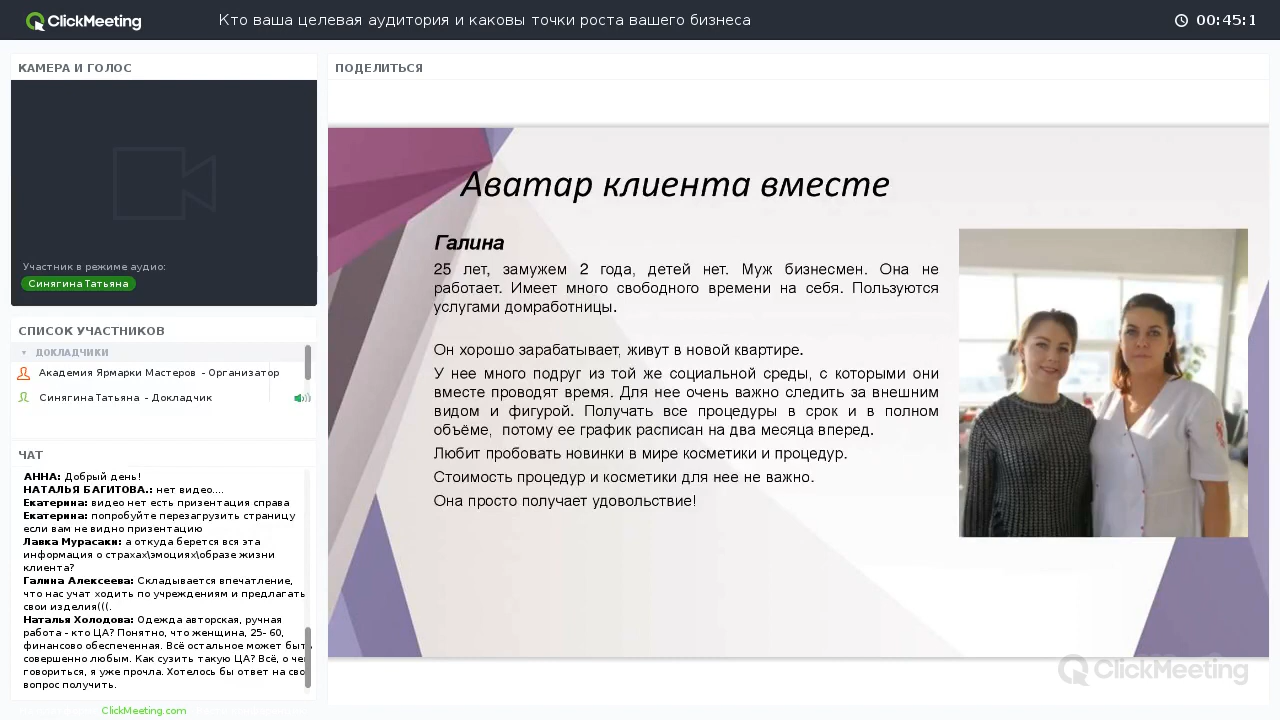 ClickMeeting
Кто ваша целевая аудитория и каковы точки роста вашего бизнеса
00:45:1
КАМЕРА И ГОЛОС
Участник в режиме аудио:
Синягина Татьяна
СПИСОК УЧАСТНИКОВ
ДОКЛАДЧИКИ
Академия Ярмарки Мастеров - Организатор
Синягина Татьяна - Докладчик
ЧАТ
АННА: Добрый день!
НАТАЛЬЯ БАГИТОВА.: нет видео....
Екатерина: видео нет есть презентация справа
Екатерина: попробуйте перезагрузить страницу
если вам не видно презентацию
Лавка Мурасаки: а откуда берется вся эта
информация о страхах\эмоциях\образе жизни
клиента?
Галина Алексеева: Складывается впечатление,
что нас учат ходить по учреждениям и предлагать
свои изделия(((.
Наталья Холодова: Одежда авторская, ручная
работа - кто ЦА? Понятно, что женщина, 25- 60,
финансово обеспеченная. Всё остальное может быть
совершенно любым. Как сузить такую ЦА? Всё, о чем
говориться, я уже прочла. Хотелось бы ответ на сво
вопрос получить.
ClickMeeting.com
ПОДЕЛИТЬСЯ
Аватар клиента вместе
Галина
25 лет, замужем 2 года, детей нет. Муж бизнесмен. Она не
работает. Имеет много свободного времени на себя. Пользуются
услугами домработницы.
Он хорошо зарабатывает, живут в новой квартире.
У нее много подруг из той же социальной среды, с которыми они
вместе проводят время. Для нее очень важно следить за внешним
видом и фигурой. Получать все процедуры в срок и в полном
объёме, потому ее график расписан на два месяца вперед.
Любит пробовать новинки в мире косметики и процедур.
Стоимость процедур и косметики для нее не важно.
Она просто получает удовольствие!
ClickMeeting